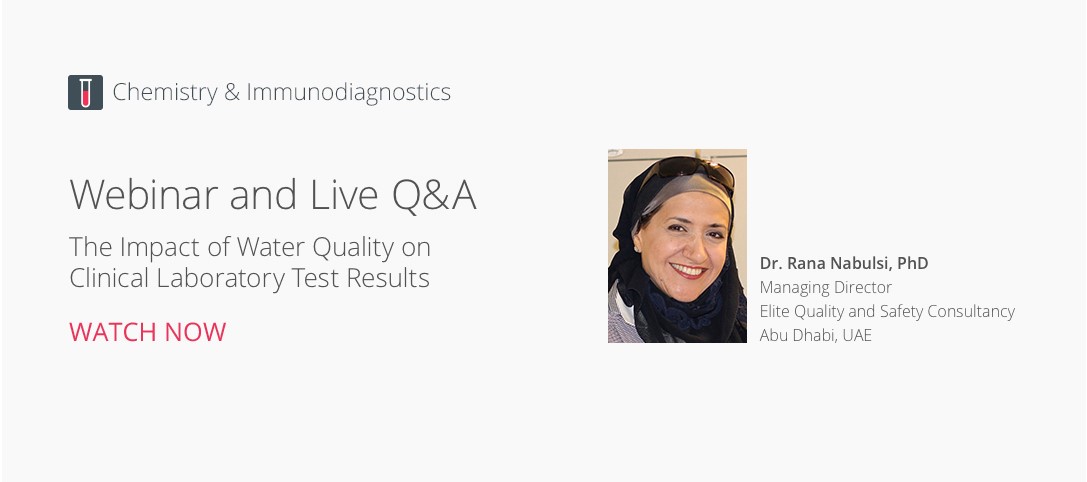 Chemistry & Immunodiagnostics
Webinar and Live Q&A
The Impact of Water Quality on
Clinical Laboratory Test Results
WATCH NOW
Dr. Rana Nabulsi, PhD
Managing Director
Elite Quality and Safety Consultancy
Abu Dhabi, UAE